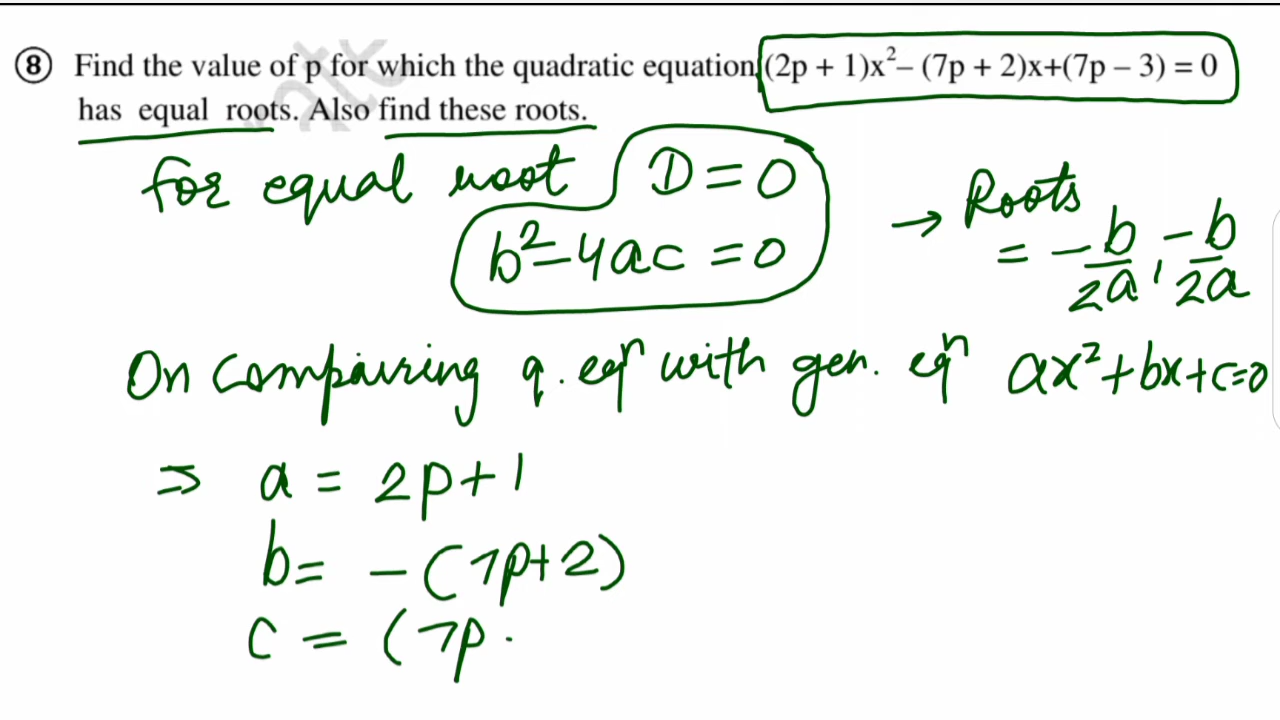 ⑧ Find the value of p for which the quadratic equation (2p + 1)x² – (7p + 2)x+(7p – 3) = 0
has equal roots. Also find these roots.
for equal root D = 0
b² - 4ac = 0
→ Roots
= -b/2a, -b/2a
On comparing q. eqⁿ with gen. eqⁿ ax² + bx + c = 0
⇒ a = 2p + 1
b = - (7p + 2)
c = (7p